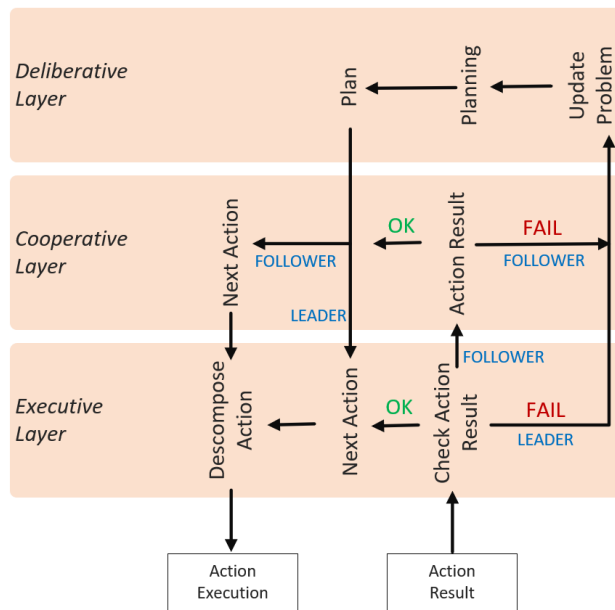 Deliberative
Layer
Plan
Planning
Update
Problem
Cooperative
Layer
Next Action
FOLLOWER
LEADER
OK
Action Result
FAIL
FOLLOWER
FOLLOWER
Executive
Layer
Descompose
Action
Next Action
OK
Check Action
Result
FAIL
LEADER
Action
Execution
Action
Result